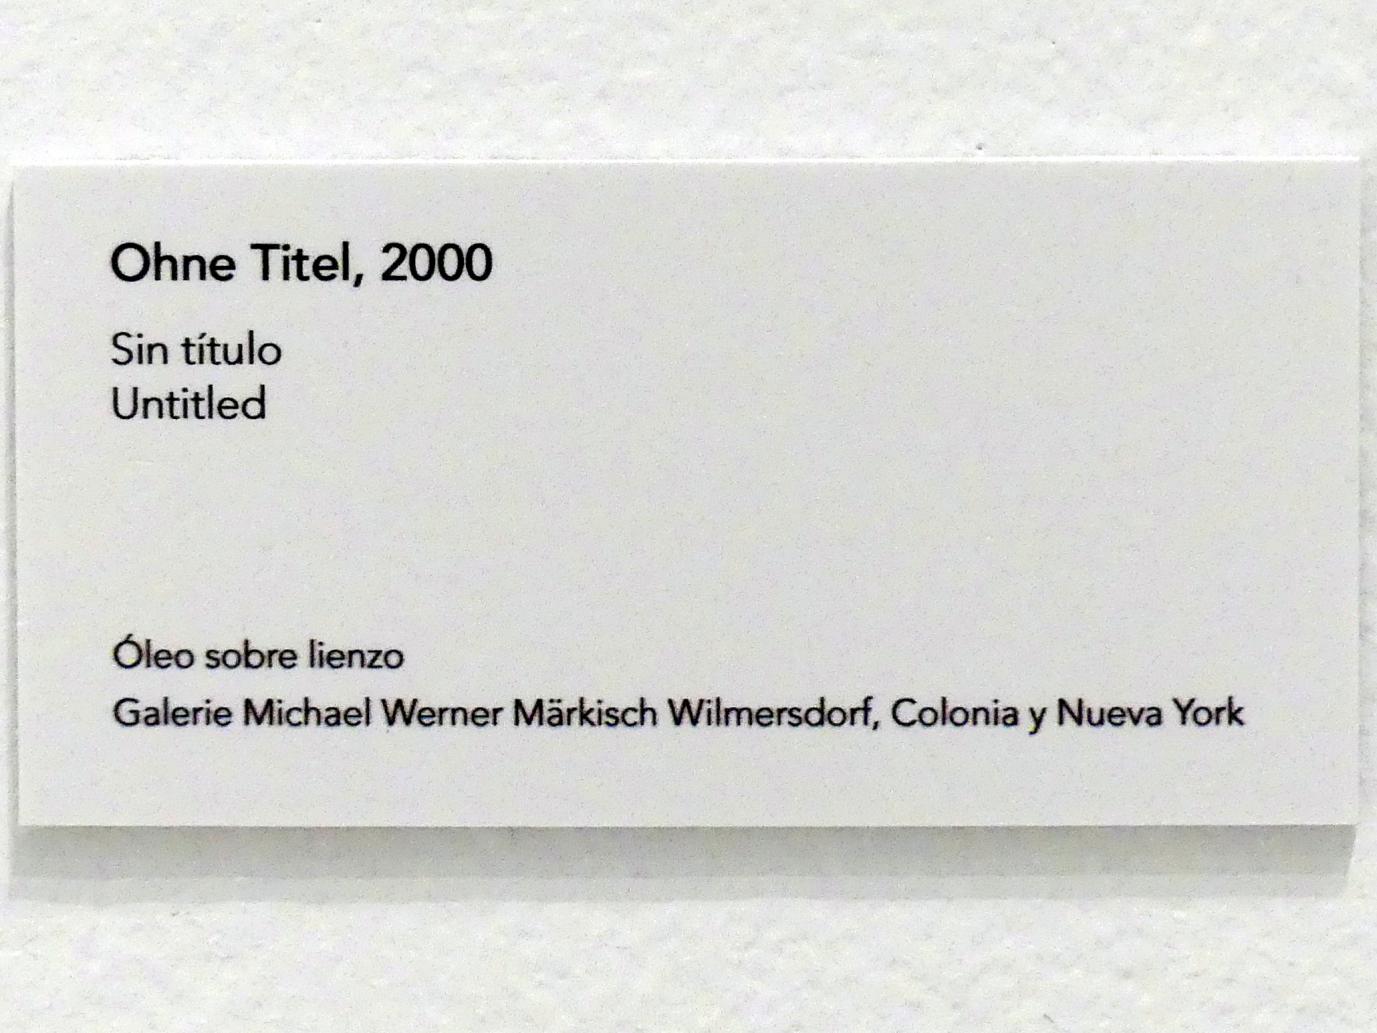 Ohne Titel, 2000
Sin título
Untitled
Óleo sobre lienzo
Galerie Michael Werner Märkisch Wilmersdorf, Colonia y Nueva York